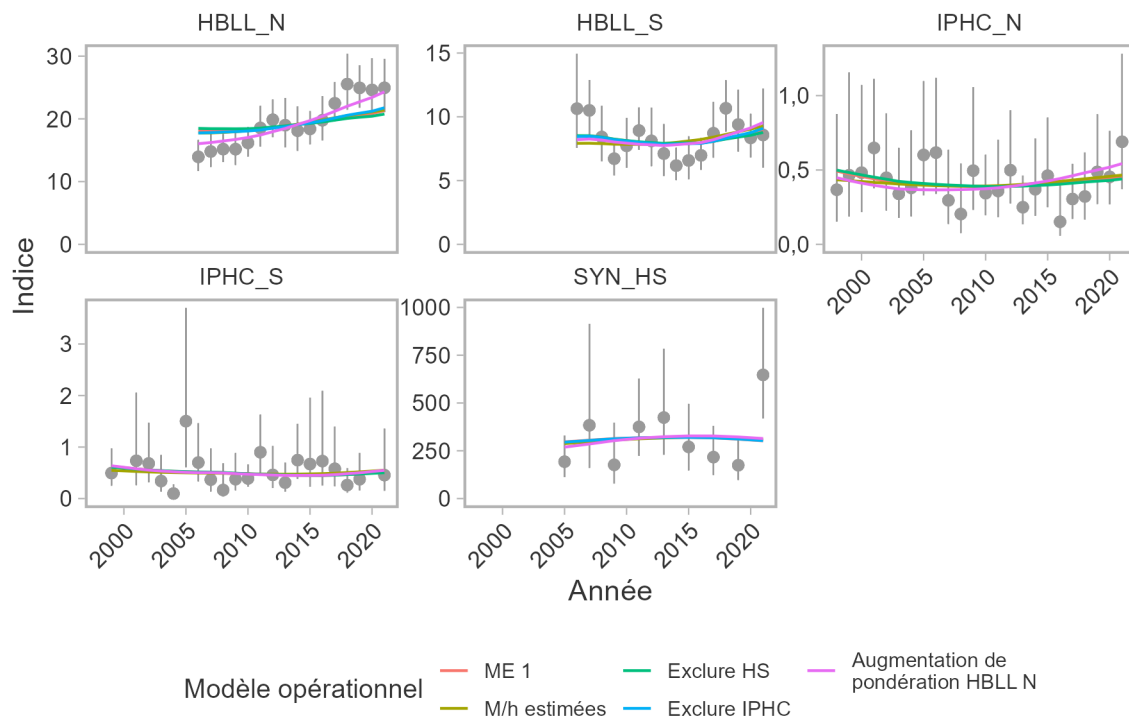 HBLL_N
HBLL_S
IPHC_N
30
20
10
0
15
10
5
0
1,0
0,5
0,0
2000
2005
2010
2015
2020
Indice
IPHC_S
SYN_HS
3
2
1
0
1000
750
500
250
0
2000
2005
2010
2015
2020
2000
2005
2010
2015
2020
Année
Modèle opérationnel
ME 1
M/h estimées
Exclure HS
Exclure IPHC
Augmentation de
pondération HBLL N